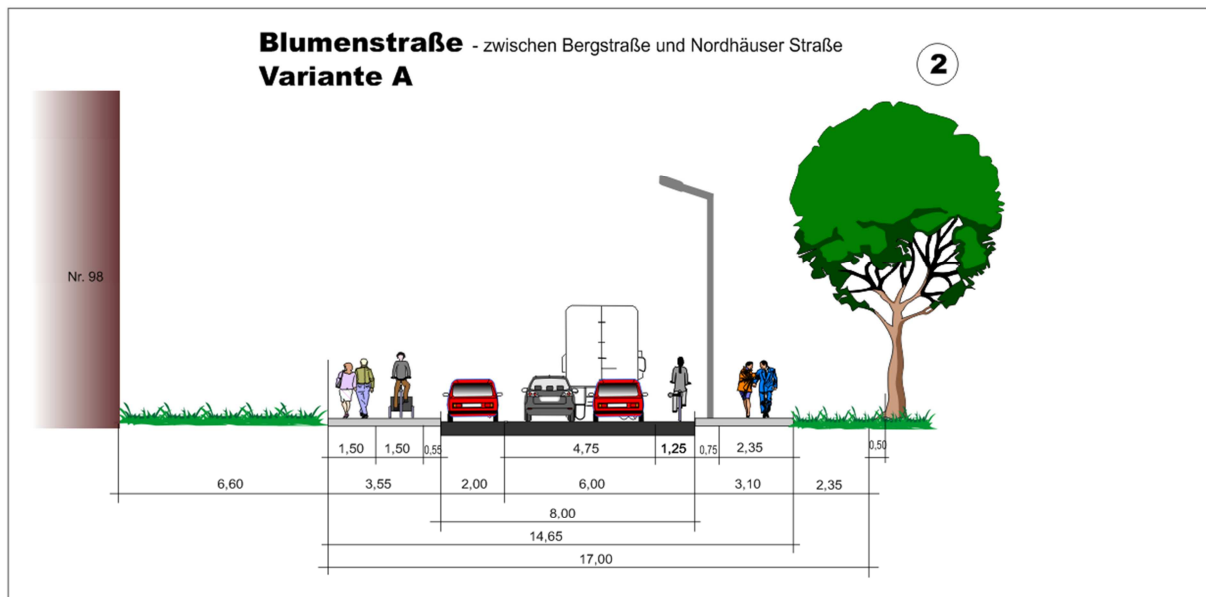 Blumenstraße - zwischen Bergstraße und Nordhäuser Straße
Variante A
2
Nr. 98
1,50 1,50 0,55 4,75 1,25 0,75 2,35 0,50
6,60 3,55 2,00 6,00 3,10 2,35
8,00
14,65
17,00